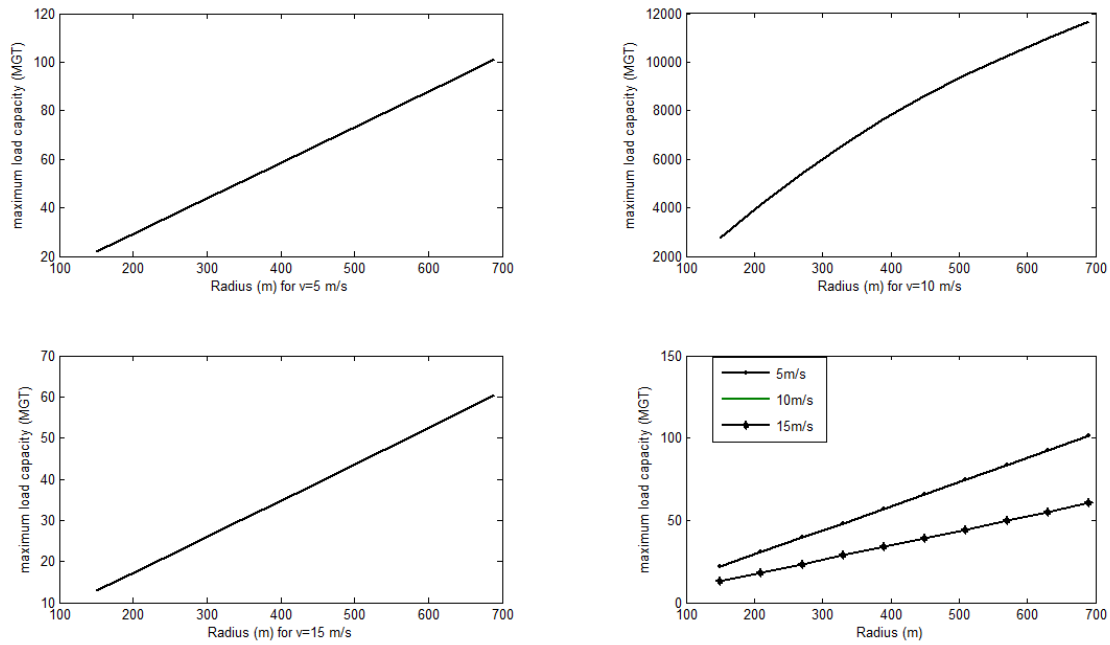 120
100
80
60
40
20
maximum load capacity (MGT)
100 200 300 400 500 600 700
Radius (m) for v=5 m/s
12000
10000
8000
6000
4000
2000
maximum load capacity (MGT)
100 200 300 400 500 600 700
Radius (m) for v=10 m/s
70
60
50
40
30
20
10
maximum load capacity (MGT)
100 200 300 400 500 600 700
Radius (m) for v=15 m/s
150
100
50
0
maximum load capacity (MGT)
5m/s
10m/s
15m/s
100 200 300 400 500 600 700
Radius (m)